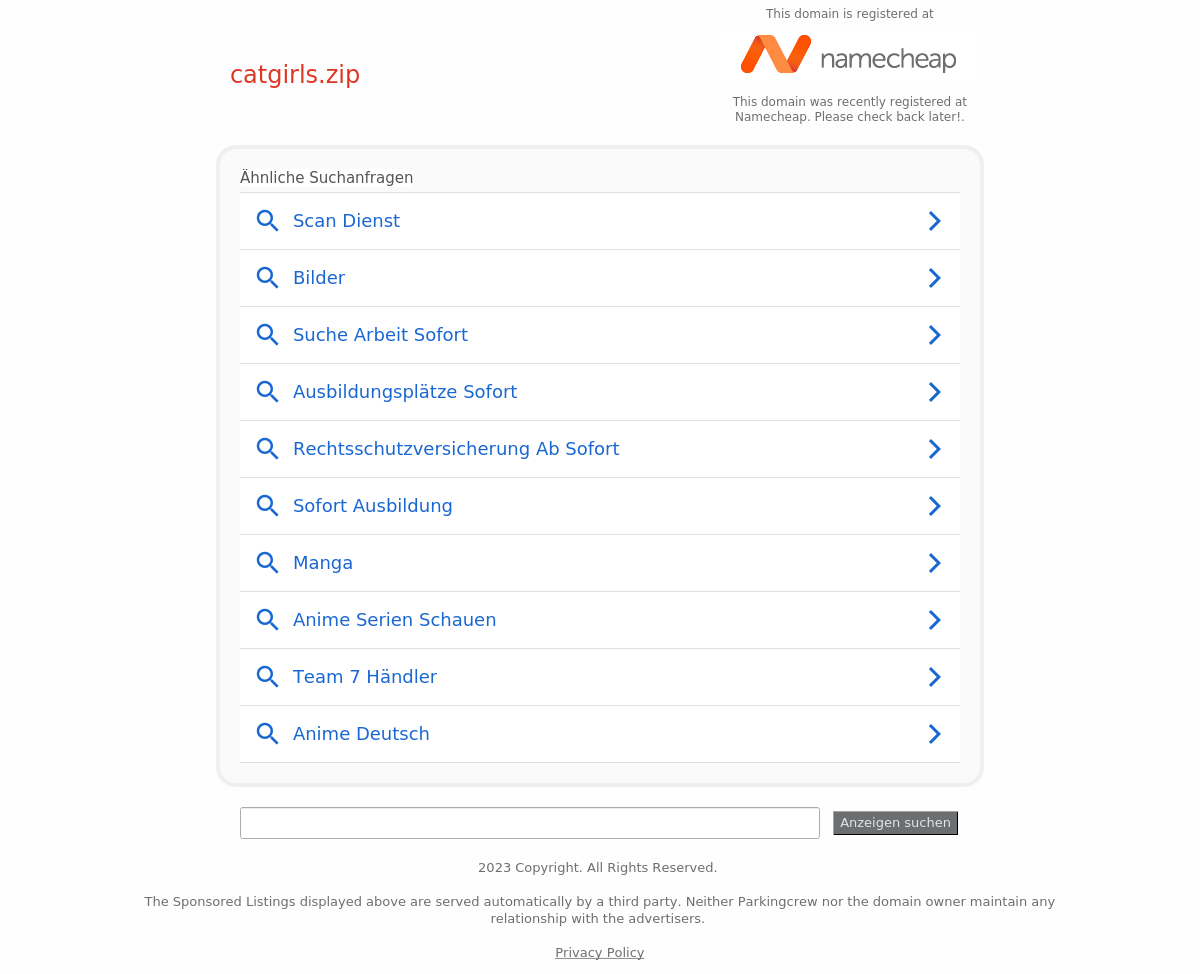 This domain is registered at
namecheap
catgirls.zip
This domain was recently registered at
Namecheap. Please check back later!.
Ähnliche Suchanfragen
Scan Dienst
Bilder
Suche Arbeit Sofort
Ausbildungsplätze Sofort
Rechtsschutzversicherung Ab Sofort
Sofort Ausbildung
Manga
Anime Serien Schauen
Team 7 Händler
Anime Deutsch
Anzeigen suchen
2023 Copyright. All Rights Reserved.
The Sponsored Listings displayed above are served automatically by a third party. Neither Parkingcrew nor the domain owner maintain any
relationship with the advertisers.
Privacy Policy